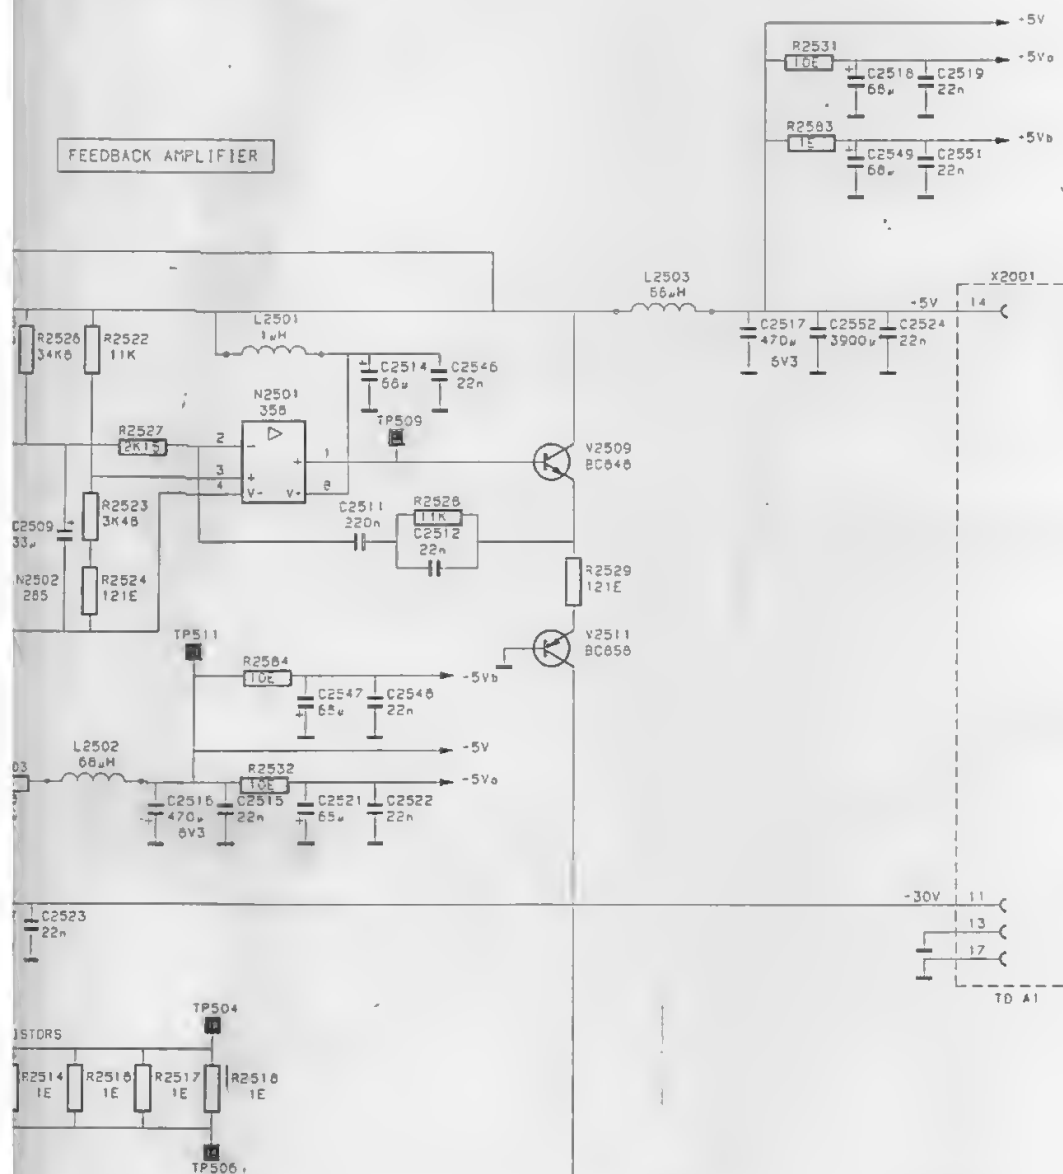 -5V
R2531
10E
+5Va
C2518
68µ
C2519
22n
R2583
1E
+5Vb
C2549
68µ
C2551
22n
FEEDBACK AMPLIFIER
X2001
L2503
66µH
+5V
14
L2501
1µH
R2526
34K8
R2522
11K
C2517
470µ
6V3
C2552
3900µ
C2524
22n
C2514
68µ
C2546
22n
N2501
358
TP509
R2527
2K15
2
-
3
+
4
V-
+
1
V-
8
V2509
BC848
R2523
3K48
C2509
33µ
C2511
220n
R2528
11K
C2512
22n
N2502
285
R2524
121E
R2529
121E
TP511
V2511
BC858
R2584
10E
-5Vb
C2547
68µ
C2548
22n
-5V
L2502
68µH
R2532
10E
-5Va
C2516
470µ
6V3
C2515
22n
C2521
68µ
C2522
22n
-30V
11
C2523
22n
13
17
TO A1
TP504
ISTORS
R2514
1E
R2516
1E
R2517
1E
R2518
1E
TP506